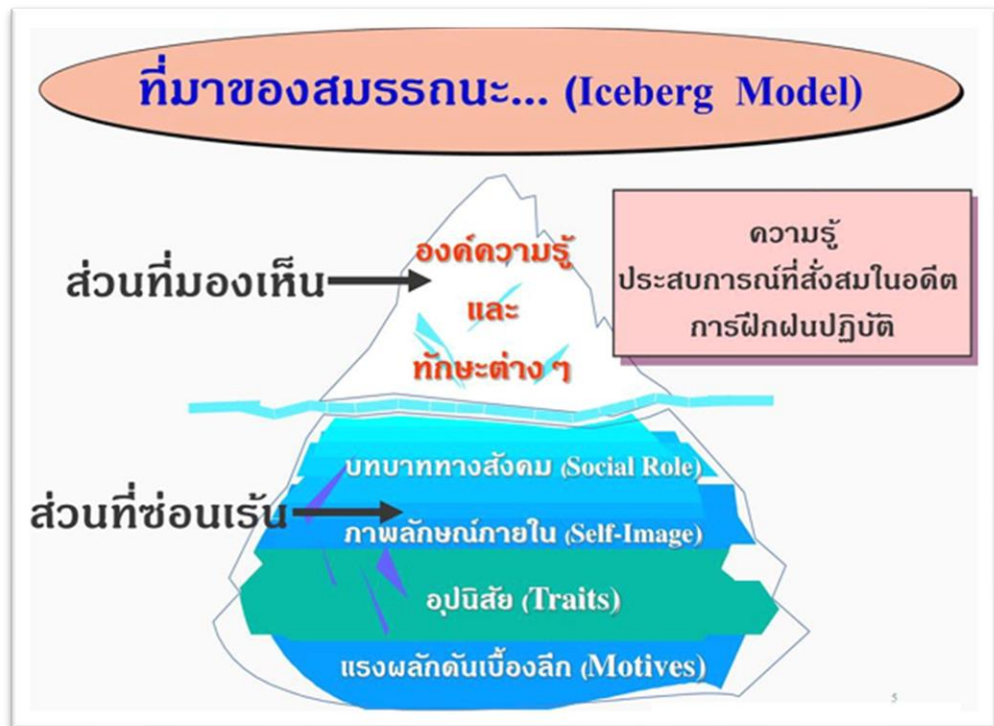 ที่มาของสมรรถนะ... (Iceberg Model)
ส่วนที่มองเห็น
องค์ความรู้
และ
ทักษะต่างๆ
ความรู้
ประสบการณ์ที่สั่งสมในอดีต
การฝึกฝนปฏิบัติ
ส่วนที่ซ่อนเร้น
บทบาททางสังคม (Social Role)
ภาพลักษณ์ภายใน (Self-Image)
อุปนิสัย (Traits)
แรงผลักดันเบื้องลึก (Motives)
5